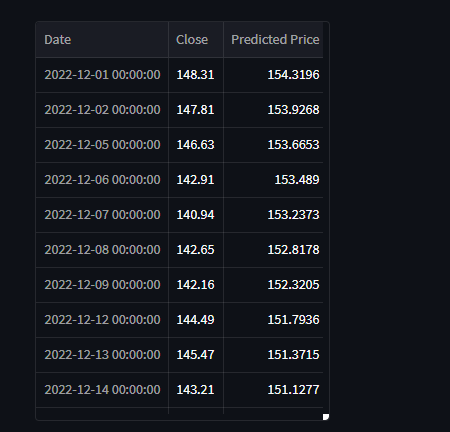 Date Close Predicted Price
2022-12-01 00:00:00 148.31 154.3196
2022-12-02 00:00:00 147.81 153.9268
2022-12-05 00:00:00 146.63 153.6653
2022-12-06 00:00:00 142.91 153.489
2022-12-07 00:00:00 140.94 153.2373
2022-12-08 00:00:00 142.65 152.8178
2022-12-09 00:00:00 142.16 152.3205
2022-12-12 00:00:00 144.49 151.7936
2022-12-13 00:00:00 145.47 151.3715
2022-12-14 00:00:00 143.21 151.1277